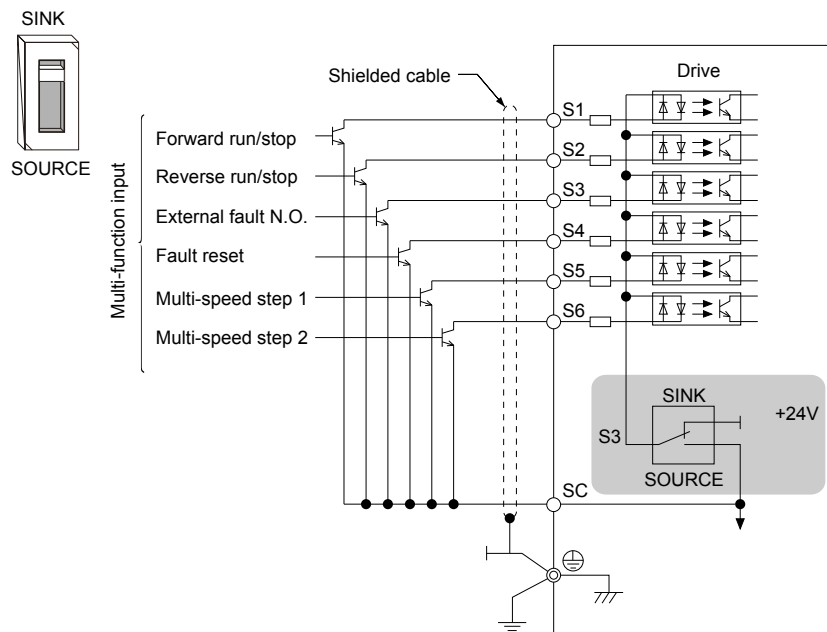 SINK
SOURCE
Shielded cable
Drive
Multi-function input
Forward run/stop
Reverse run/stop
External fault N.O.
Fault reset
Multi-speed step 1
Multi-speed step 2
S1
S2
S3
S4
S5
S6
SINK
+24V
S3
SOURCE
SC